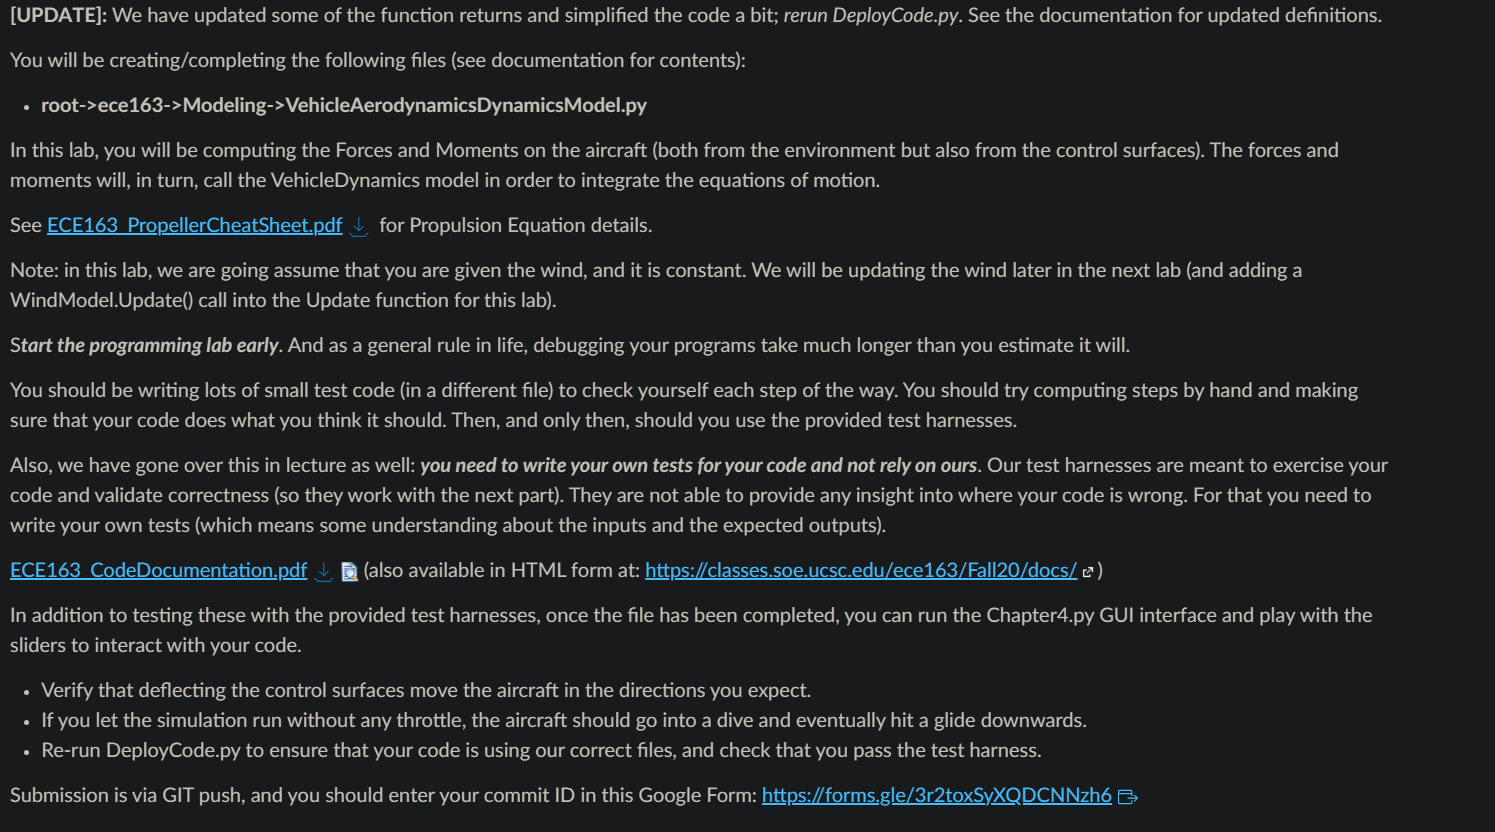 [UPDATE]: We have updated some of the function returns and simplified the code a bit; rerun DeployCode.py. See the documentation for updated definitions.
You will be creating/completing the following files (see documentation for contents):
• root->ece163->Modeling->VehicleAerodynamicsDynamicsModel.py
In this lab, you will be computing the Forces and Moments on the aircraft (both from the environment but also from the control surfaces). The forces and
moments will, in turn, call the VehicleDynamics model in order to integrate the equations of motion.
See ECE163_PropellerCheatSheet.pdf for Propulsion Equation details.
Note: in this lab, we are going assume that you are given the wind, and it is constant. We will be updating the wind later in the next lab (and adding a
WindModel.Update() call into the Update function for this lab).
Start the programming lab early. And as a general rule in life, debugging your programs take much longer than you estimate it will.
You should be writing lots of small test code (in a different file) to check yourself each step of the way. You should try computing steps by hand and making
sure that your code does what you think it should. Then, and only then, should you use the provided test harnesses.
Also, we have gone over this in lecture as well: you need to write your own tests for your code and not rely on ours. Our test harnesses are meant to exercise your
code and validate correctness (so they work with the next part). They are not able to provide any insight into where your code is wrong. For that you need to
write your own tests (which means some understanding about the inputs and the expected outputs).
ECE163_CodeDocumentation.pdf (also available in HTML form at: https://classes.soe.ucsc.edu/ece163/Fall20/docs/ )
In addition to testing these with the provided test harnesses, once the file has been completed, you can run the Chapter4.py GUI interface and play with the
sliders to interact with your code.
• Verify that deflecting the control surfaces move the aircraft in the directions you expect.
• If you let the simulation run without any throttle, the aircraft should go into a dive and eventually hit a glide downwards.
• Re-run DeployCode.py to ensure that your code is using our correct files, and check that you pass the test harness.
Submission is via GIT push, and you should enter your commit ID in this Google Form: https://forms.gle/3r2toxSyXQDCNNzh6